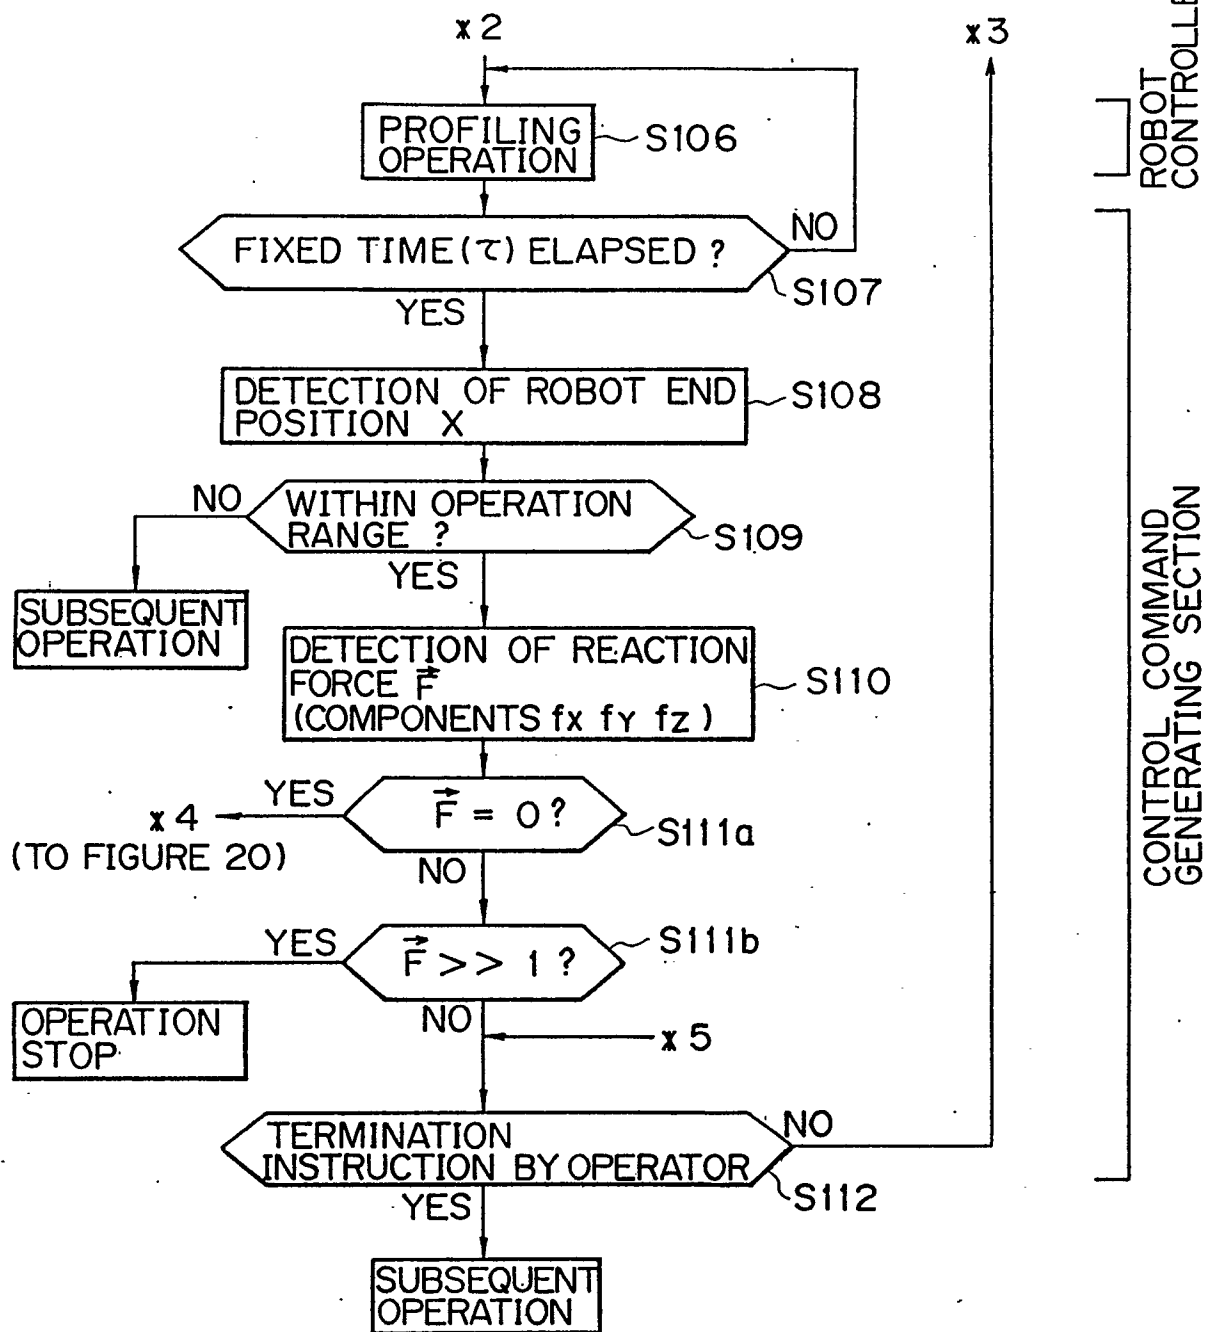 *2
*3
PROFILING
OPERATION
S106
NO
FIXED TIME(τ) ELAPSED ?
S107
YES
DETECTION OF ROBOT END
POSITION X
S108
NO
WITHIN OPERATION
RANGE ?
S109
YES
SUBSEQUENT
OPERATION
DETECTION OF REACTION
FORCE F⃗
(COMPONENTS fx fy fz)
S110
YES
F⃗ = 0 ?
S111a
*4
(TO FIGURE 20)
NO
YES
F⃗ >> 1 ?
S111b
OPERATION
STOP
NO
*5
TERMINATION
INSTRUCTION BY OPERATOR
NO
S112
YES
SUBSEQUENT
OPERATION
ROBOT
CONTROL COMMAND
GENERATING SECTION